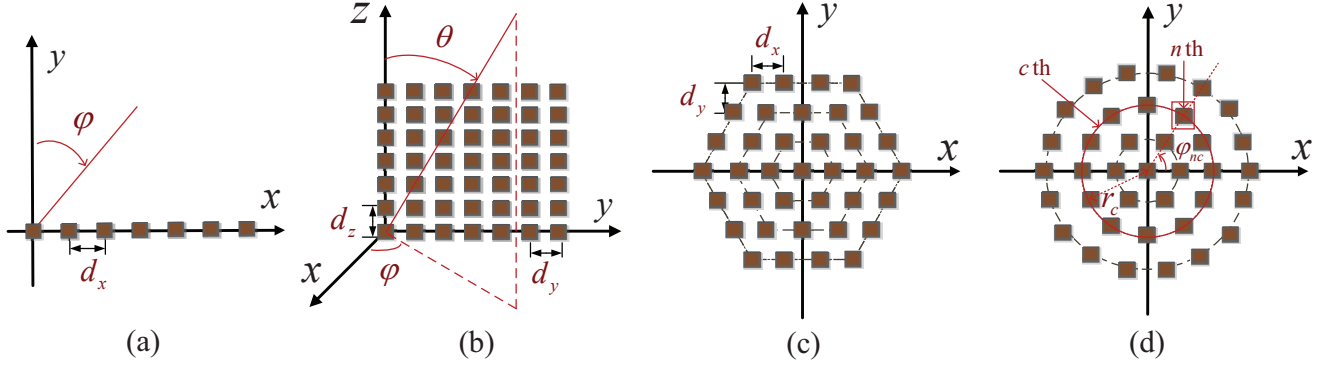 y
φ
x
d_x
(a)
z
θ
d_z
y
x
φ
d_y
(b)
y
d_x
d_y
x
(c)
y
n th
c th
x
φ_nc
r_c
(d)